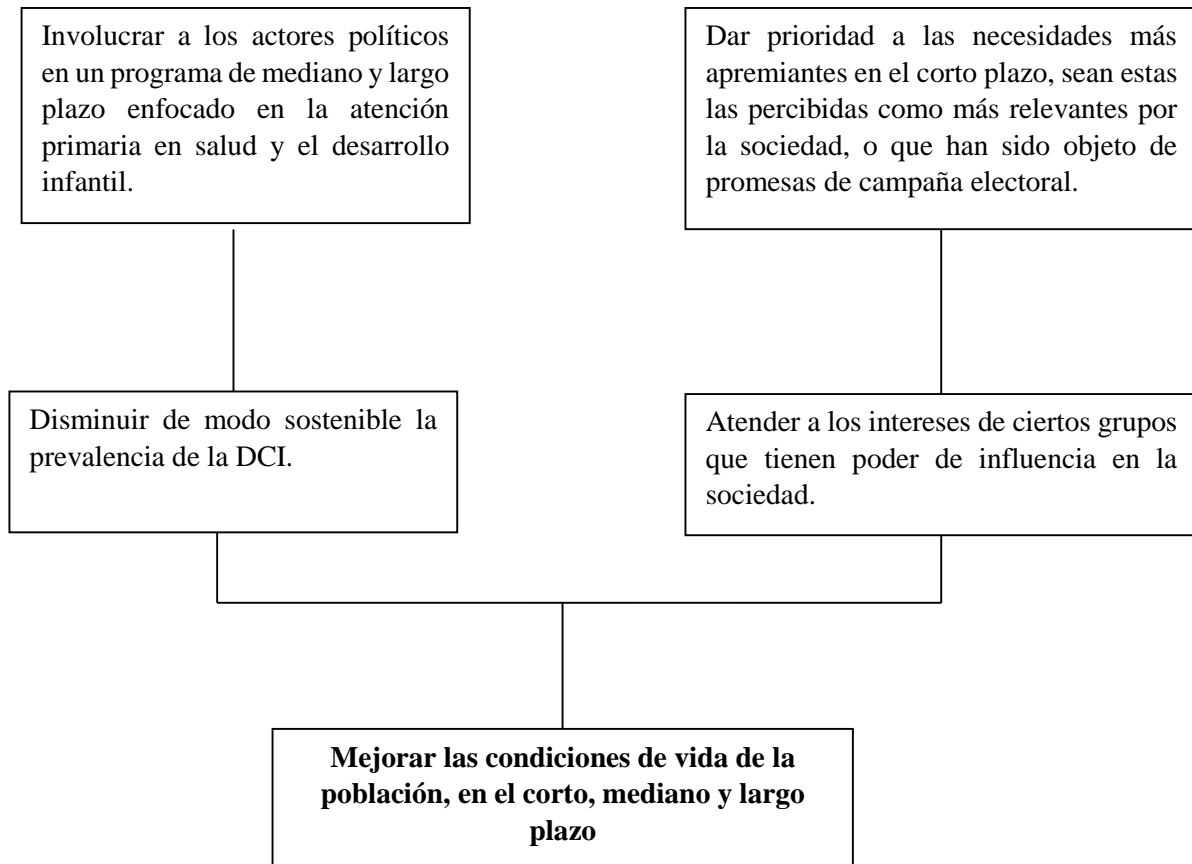 Involucrar a los actores políticos
en un programa de mediano y largo
plazo enfocado en la atención
primaria en salud y el desarrollo
infantil.
Dar prioridad a las necesidades más
apremiantes en el corto plazo, sean estas
las percibidas como más relevantes por
la sociedad, o que han sido objeto de
promesas de campaña electoral.
Disminuir de modo sostenible la
prevalencia de la DCI.
Atender a los intereses de ciertos grupos
que tienen poder de influencia en la
sociedad.
Mejorar las condiciones de vida de la
población, en el corto, mediano y largo
plazo